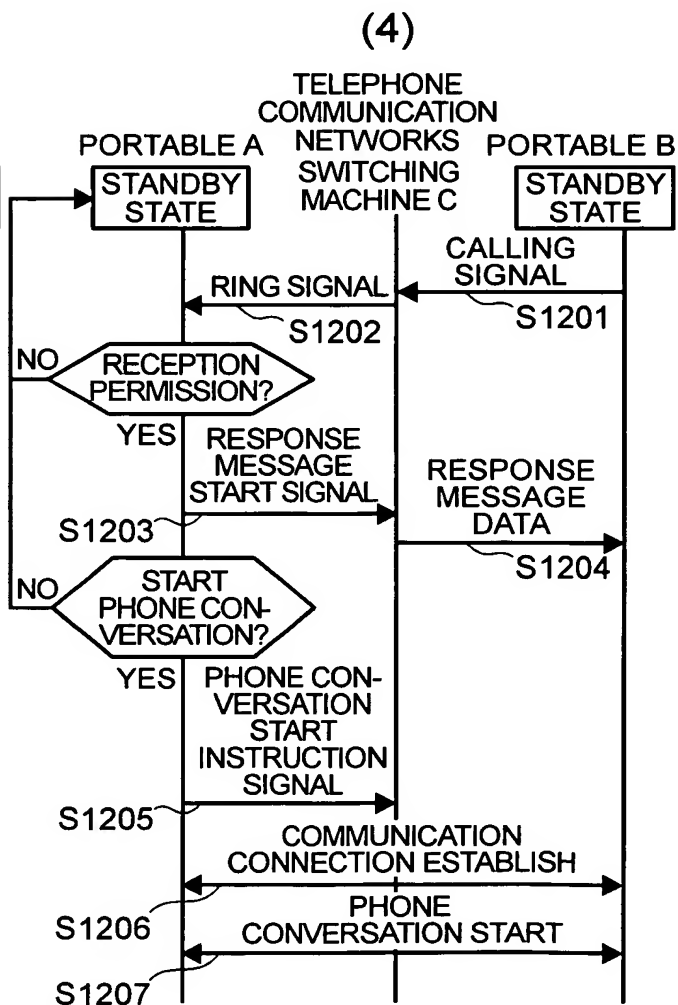 (4)
TELEPHONE
COMMUNICATION
NETWORKS
SWITCHING
MACHINE C
PORTABLE A
PORTABLE B
STANDBY
STATE
STANDBY
STATE
CALLING
SIGNAL
S1201
RING SIGNAL
S1202
NO
RECEPTION
PERMISSION?
YES
RESPONSE
MESSAGE
START SIGNAL
S1203
RESPONSE
MESSAGE
DATA
S1204
NO
START
PHONE CON-
VERSATION?
YES
PHONE CON-
VERSATION
START
INSTRUCTION
SIGNAL
S1205
COMMUNICATION
CONNECTION ESTABLISH
S1206
PHONE
CONVERSATION START
S1207